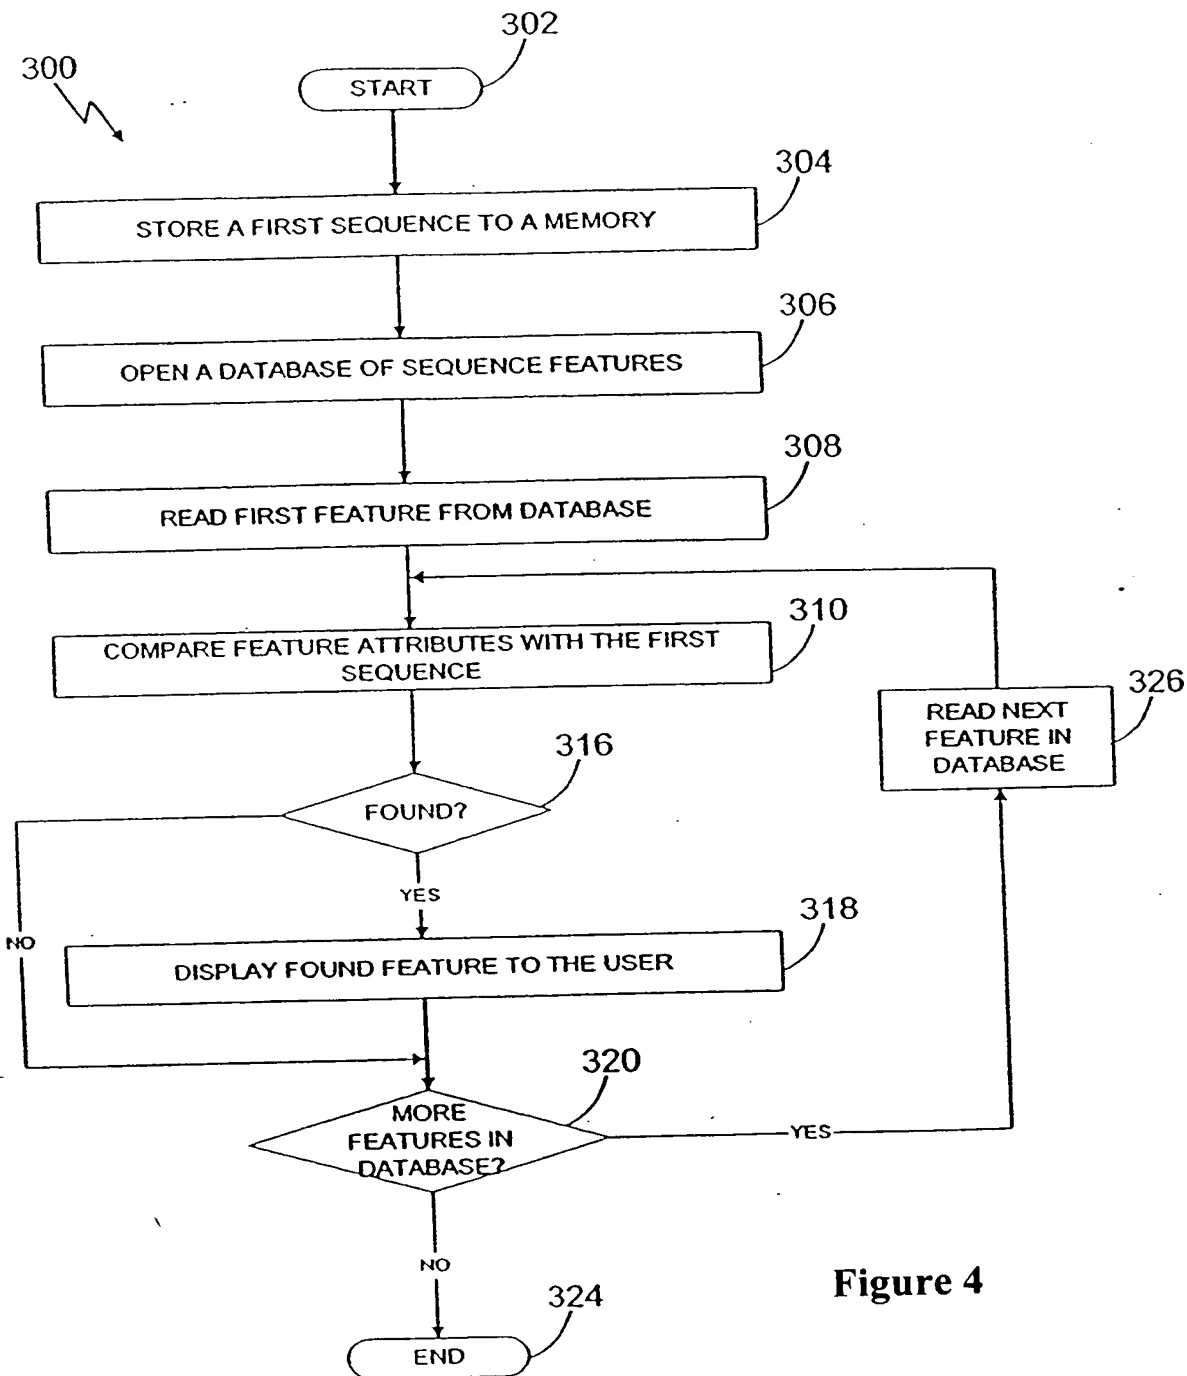 302
300
START
304
STORE A FIRST SEQUENCE TO A MEMORY
306
OPEN A DATABASE OF SEQUENCE FEATURES
308
READ FIRST FEATURE FROM DATABASE
310
COMPARE FEATURE ATTRIBUTES WITH THE FIRST
SEQUENCE
326
READ NEXT
FEATURE IN
DATABASE
316
FOUND?
YES
NO
318
DISPLAY FOUND FEATURE TO THE USER
320
MORE
FEATURES IN
DATABASE?
YES
NO
Figure 4
324
END